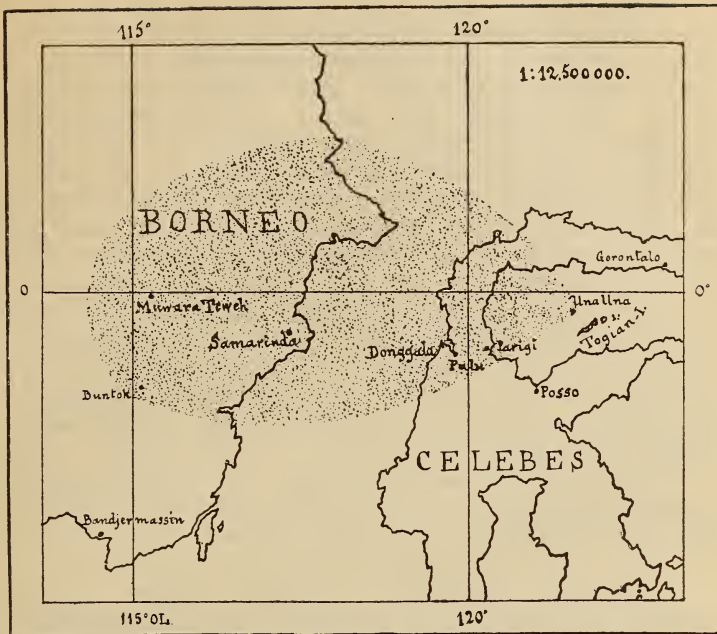 115° 120°
1:12.500000.
BORNEO
Gorontalo
0 0°
Muwara Tewek
UnaUna
Samarinda
Togian-I.
Donggala
Palu
Parigi
Buntok
Posso
CELEBES
Bandjermassin
115°OL. 120°